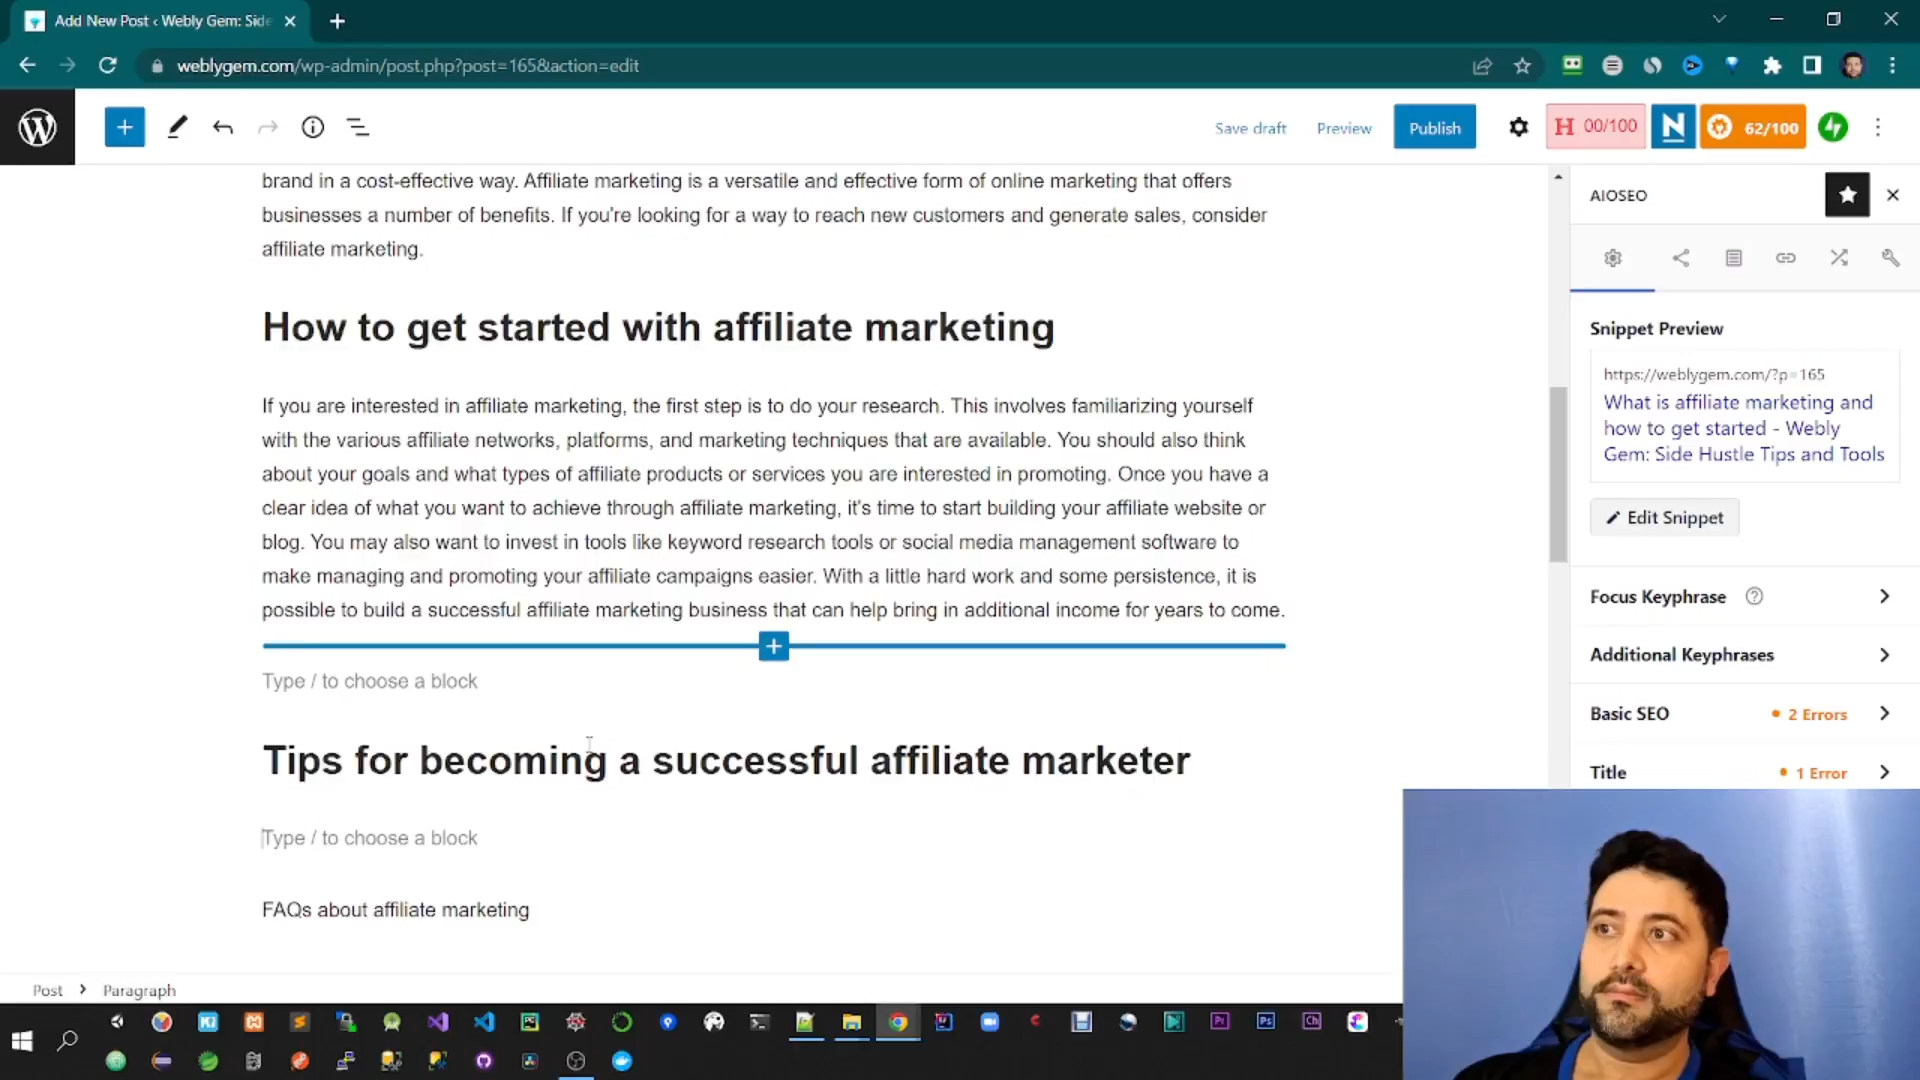 Add New Post ‹ Webly Gem: Side
weblygem.com/wp-admin/post.php?post=165&action=edit
Save draft
Preview
Publish
H 00/100
N
62/100
brand in a cost-effective way. Affiliate marketing is a versatile and effective form of online marketing that offers
businesses a number of benefits. If you're looking for a way to reach new customers and generate sales, consider
affiliate marketing.
How to get started with affiliate marketing
If you are interested in affiliate marketing, the first step is to do your research. This involves familiarizing yourself
with the various affiliate networks, platforms, and marketing techniques that are available. You should also think
about your goals and what types of affiliate products or services you are interested in promoting. Once you have a
clear idea of what you want to achieve through affiliate marketing, it's time to start building your affiliate website or
blog. You may also want to invest in tools like keyword research tools or social media management software to
make managing and promoting your affiliate campaigns easier. With a little hard work and some persistence, it is
possible to build a successful affiliate marketing business that can help bring in additional income for years to come.
Type / to choose a block
Tips for becoming a successful affiliate marketer
Type / to choose a block
FAQs about affiliate marketing
Post
Paragraph
AIOSEO
Snippet Preview
https://weblygem.com/?p=165
What is affiliate marketing and
how to get started - Webly
Gem: Side Hustle Tips and Tools
Edit Snippet
Focus Keyphrase
Additional Keyphrases
Basic SEO
2 Errors
Title
1 Error